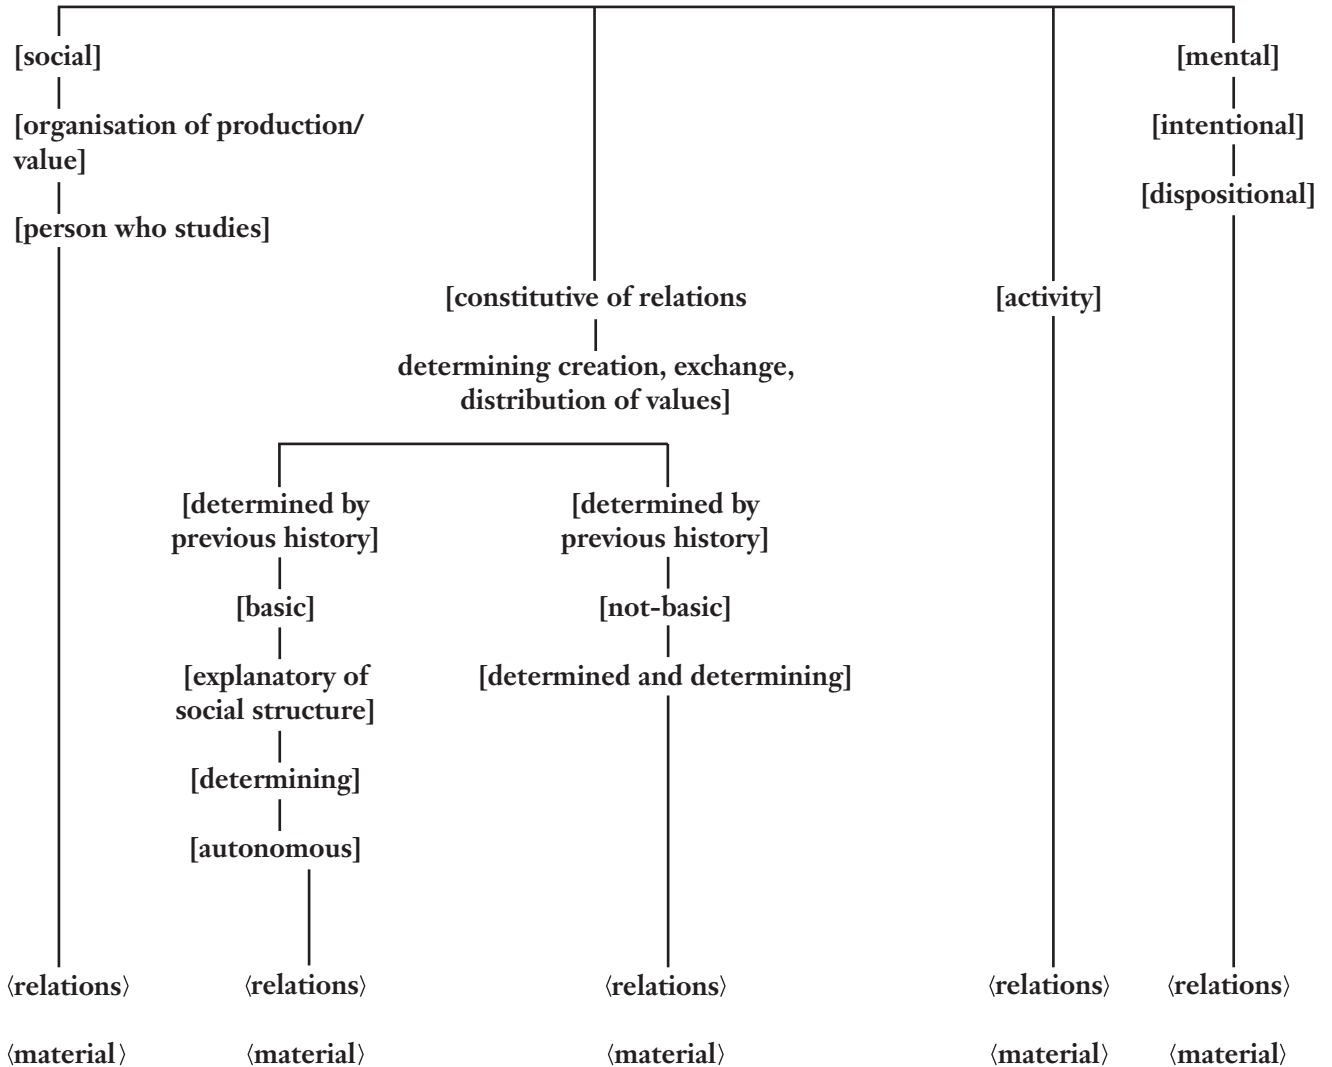 [social]
[mental]
[organisation of production/
value]
[intentional]
[dispositional]
[person who studies]
[constitutive of relations
[activity]
determining creation, exchange,
distribution of values]
[determined by
previous history]
[determined by
previous history]
[basic]
[not-basic]
[explanatory of
social structure]
[determined and determining]
[determining]
[autonomous]
⟨relations⟩ ⟨relations⟩ ⟨relations⟩ ⟨relations⟩ ⟨relations⟩
⟨material⟩ ⟨material⟩ ⟨material⟩ ⟨material⟩ ⟨material⟩